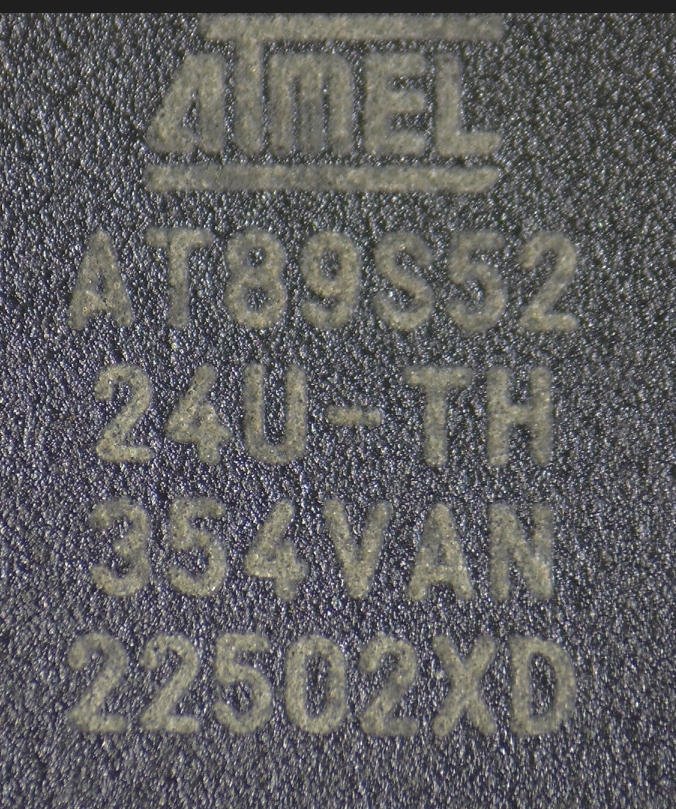 ATMEL
AT89S52
24U-TH
354VAN
22502XD